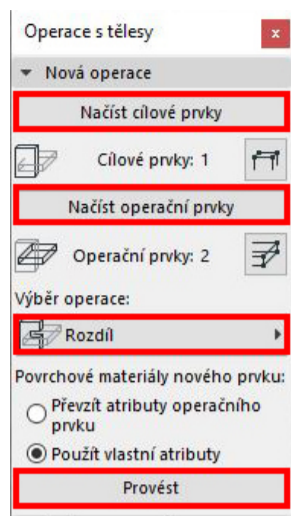 Operace s tělesy
x
Nová operace
Načíst cílové prvky
Cílové prvky: 1
Načíst operační prvky
Operační prvky: 2
Výběr operace:
Rozdíl
Povrchové materiály nového prvku:
Převzít atributy operačního
prvku
Použít vlastní atributy
Provést